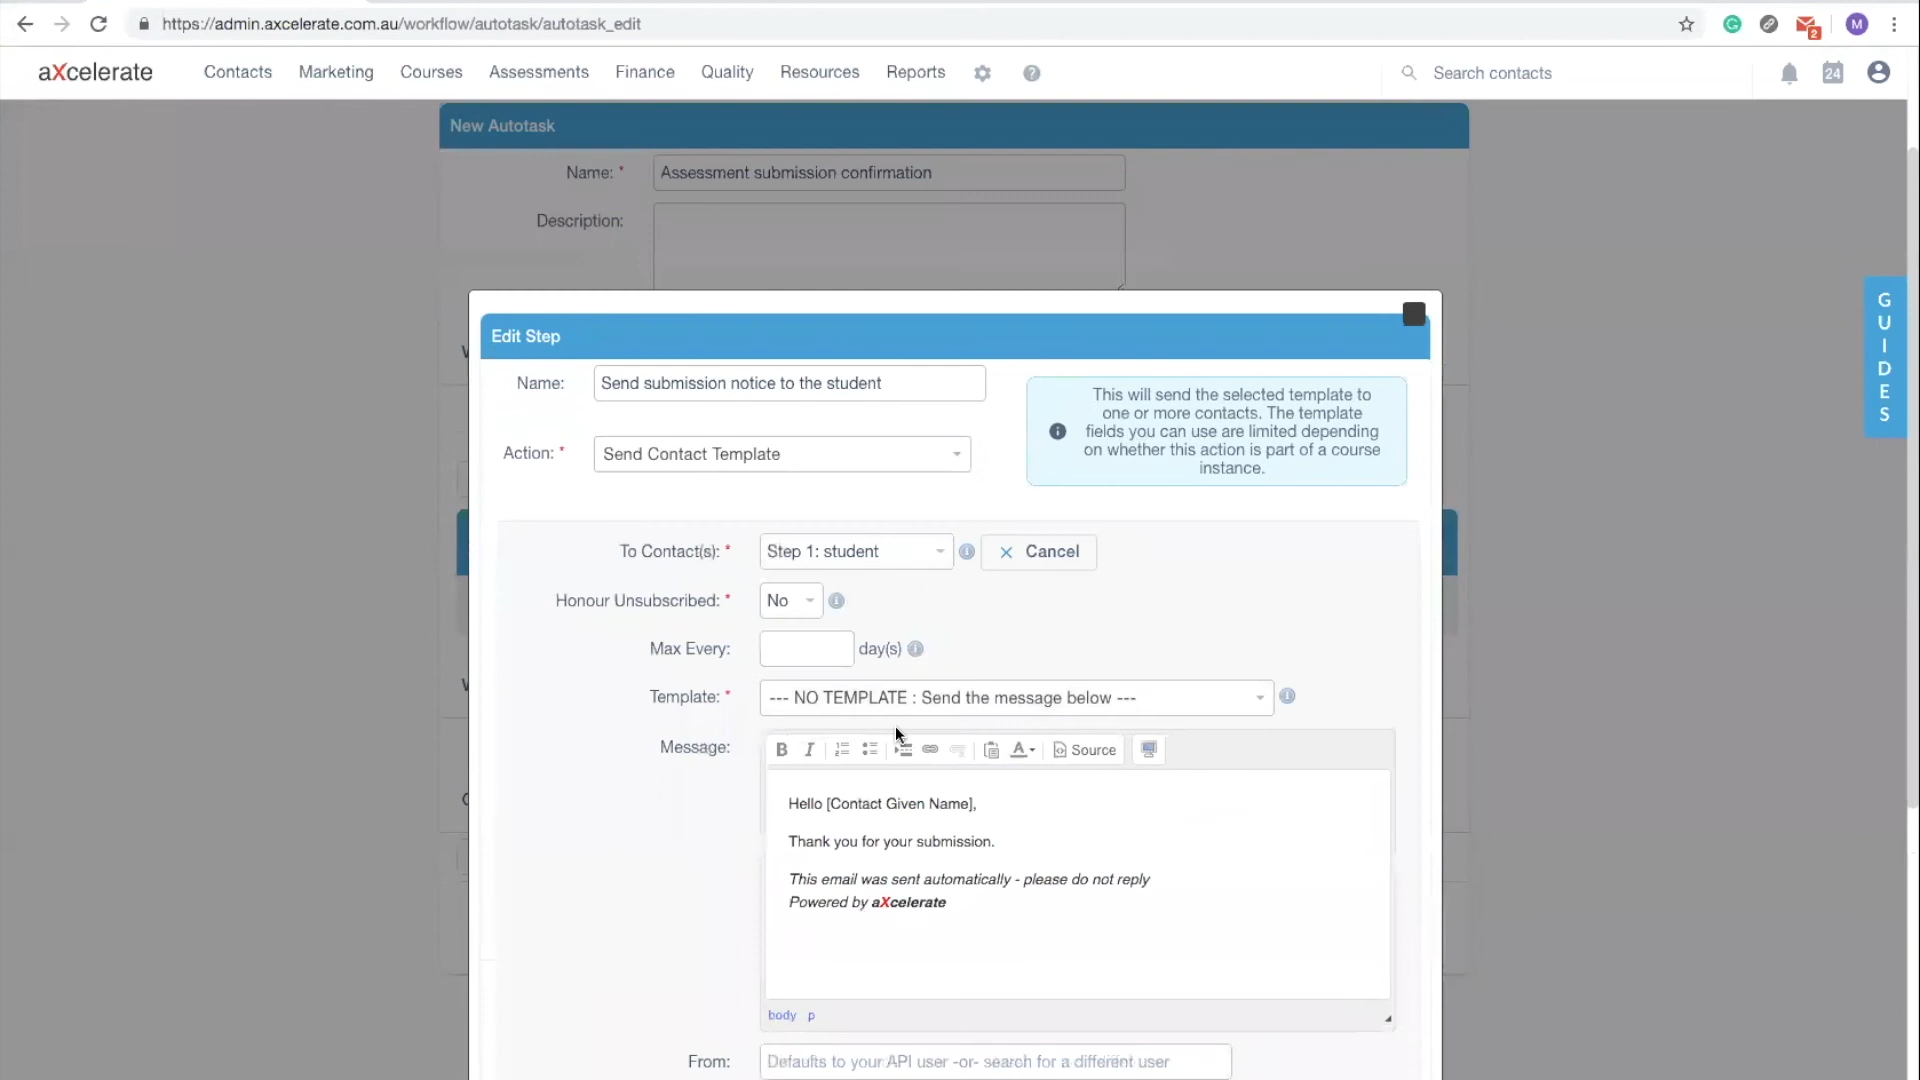 https://admin.axcelerate.com.au/workflow/autotask/autotask_edit
2
M
aXcelerate
Contacts
Marketing
Courses
Assessments
Finance
Quality
Resources
Reports
?
Search contacts
24
New Autotask
Name: *
Assessment submission confirmation
Description:
GUIDES
Edit Step
Name:
Send submission notice to the student
Action: *
Send Contact Template
This will send the selected template to
one or more contacts. The template
fields you can use are limited depending
on whether this action is part of a course
instance.
To Contact(s): *
Step 1: student
Cancel
Honour Unsubscribed: *
No
Max Every:
day(s)
Template: *
--- NO TEMPLATE : Send the message below ---
Message:
B I
A
Source
Hello [Contact Given Name],
Thank you for your submission.
This email was sent automatically - please do not reply
Powered by aXcelerate
body p
From:
Defaults to your API user -or- search for a different user